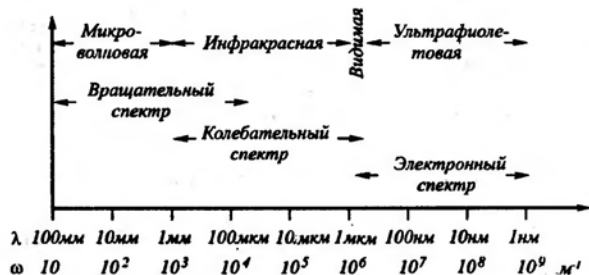 Микро-
волновая
Инфракрасная
Видимая
Ультрафиоле-
товая
Вращательный
спектр
Колебательный
спектр
Электронный
спектр
λ 100мм 10мм 1мм 100мкм 10мкм 1мкм 100нм 10нм 1нм
ω 10 10² 10³ 10⁴ 10⁵ 10⁶ 10⁷ 10⁸ 10⁹ м⁻¹